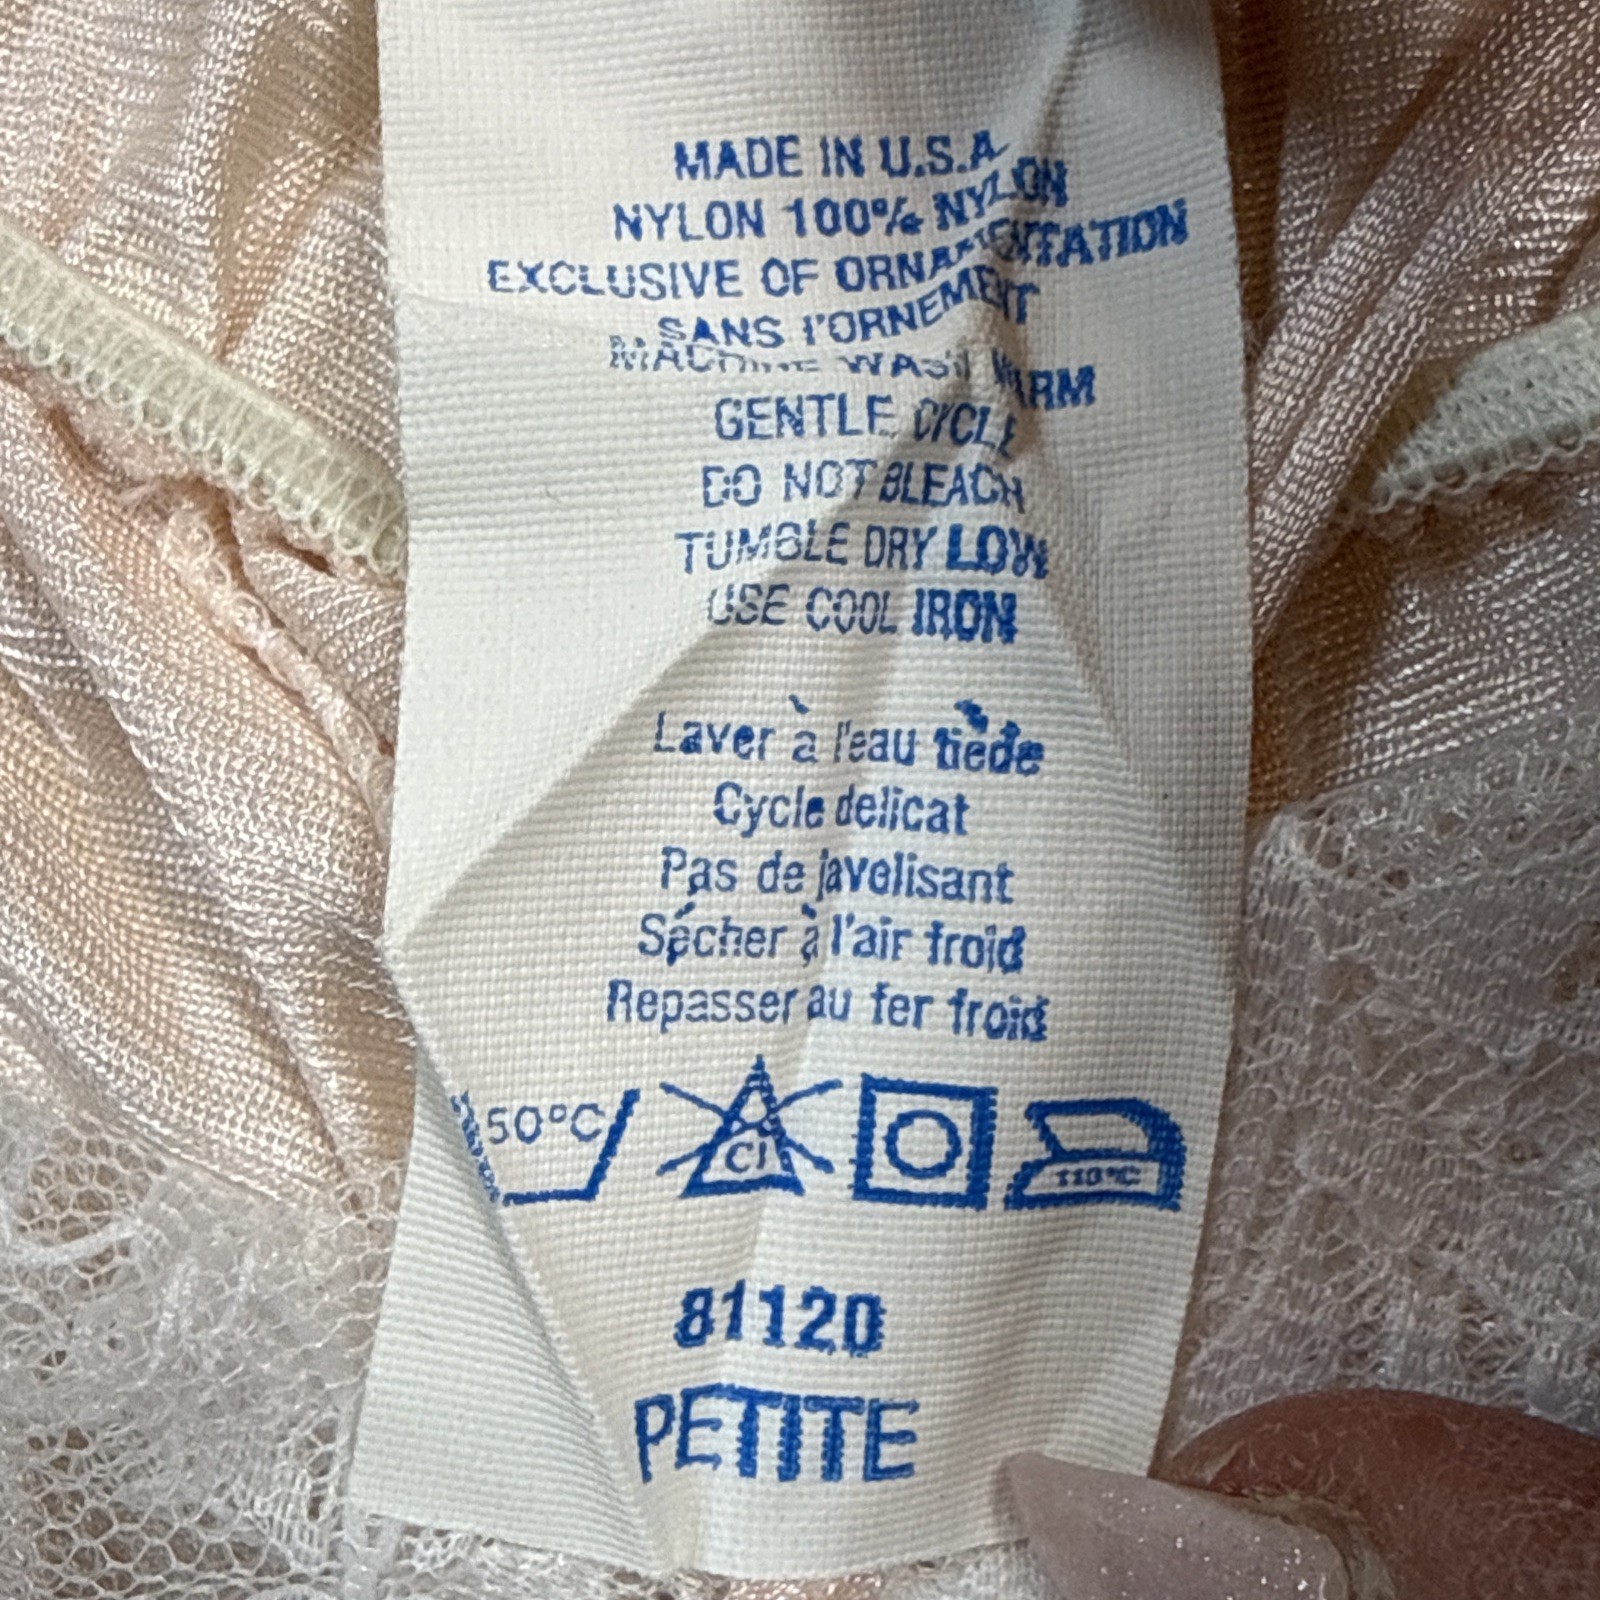 MADE IN U.S.A
NYLON 100% NYLON
EXCLUSIVE OF ORNAMENTATION
SANS l'ORNEMENT
MACHINE WASH WARM
GENTLE CYCLE
DO NOT BLEACH
TUMBLE DRY LOW
USE COOL IRON
Laver à l'eau tiède
Cycle delicat
Pas de javelisant
Sécher à l'air froid
Repasser au fer froid
50°C Cl 110°C
81120
PETITE